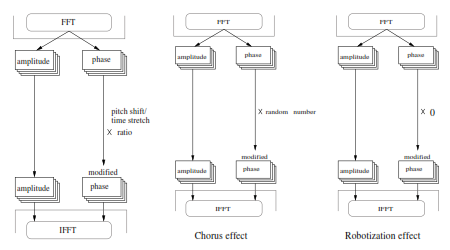 FFT
amplitude
phase
pitch shift/
time stretch
× ratio
modified
amplitude
phase
IFFT
FFT
amplitude
phase
× random number
modified
amplitude
phase
IFFT
Chorus effect
FFT
amplitude
phase
× 0
modified
amplitude
phase
IFFT
Robotization effect